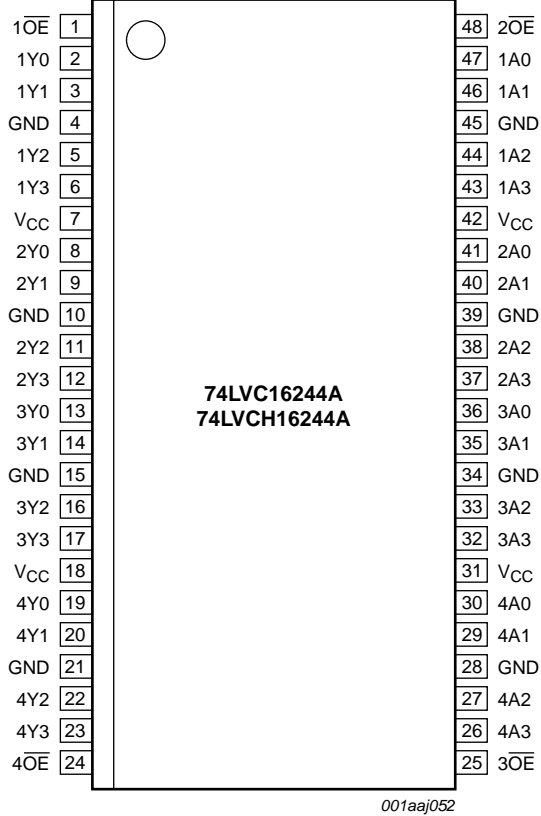 1O̅E̅ 1 48 2O̅E̅
1Y0 2 47 1A0
1Y1 3 46 1A1
GND 4 45 GND
1Y2 5 44 1A2
1Y3 6 43 1A3
VCC 7 42 VCC
2Y0 8 41 2A0
2Y1 9 40 2A1
GND 10 39 GND
2Y2 11 38 2A2
2Y3 12 37 2A3
74LVC16244A
74LVCH16244A
3Y0 13 36 3A0
3Y1 14 35 3A1
GND 15 34 GND
3Y2 16 33 3A2
3Y3 17 32 3A3
VCC 18 31 VCC
4Y0 19 30 4A0
4Y1 20 29 4A1
GND 21 28 GND
4Y2 22 27 4A2
4Y3 23 26 4A3
4O̅E̅ 24 25 3O̅E̅
001aaj052